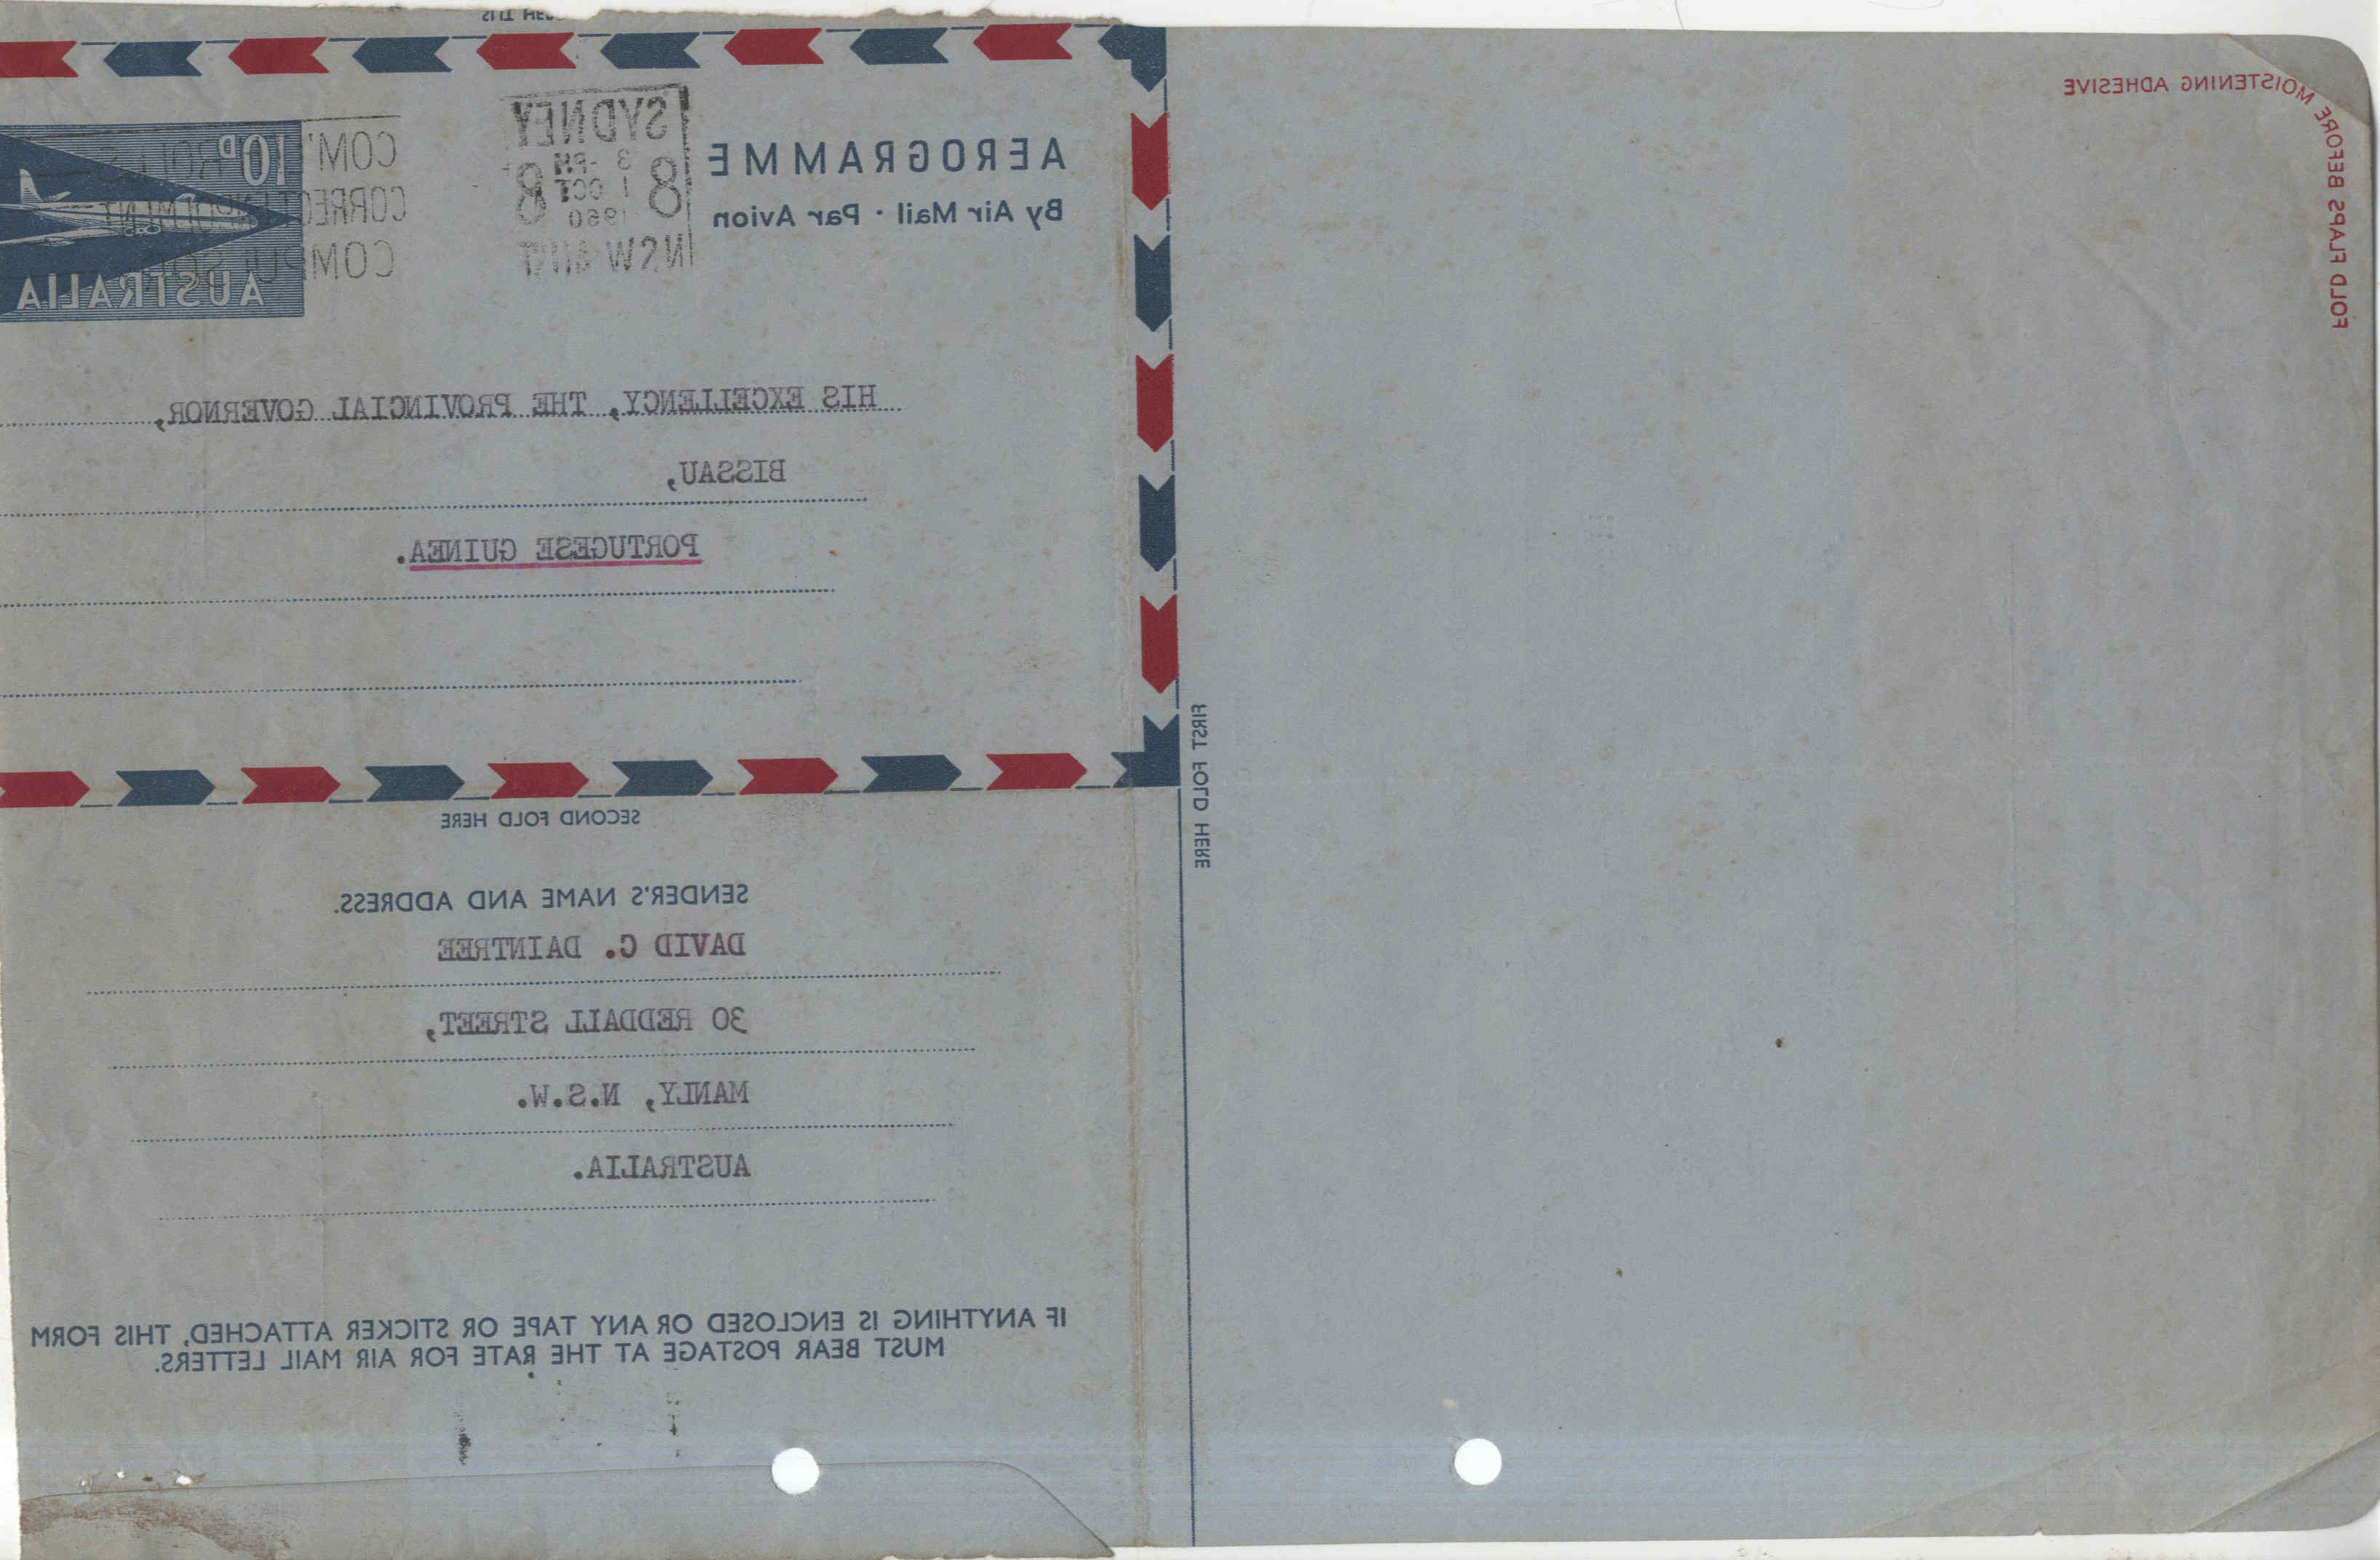 AEROGRAMME
By Air Mail · Par Avion
SYDNEY
3 -PM
8 1 OCT 8
1960
N.S.W. AUST
10D
AUSTRALIA
COM'
CORRECT
HIS EXCELLENCY, THE PROVINCIAL GOVERNOR,
BISSAU,
PORTUGESE GUINEA.
SECOND FOLD HERE
FIRST FOLD HERE
SENDER'S NAME AND ADDRESS.
DAVID C. DAINTREE
30 REDDALL STREET,
MANLY, N.S.W.
AUSTRALIA.
IF ANYTHING IS ENCLOSED OR ANY TAPE OR STICKER ATTACHED, THIS FORM
MUST BEAR POSTAGE AT THE RATE FOR AIR MAIL LETTERS.
FOLD FLAPS BEFORE MOISTENING ADHESIVE